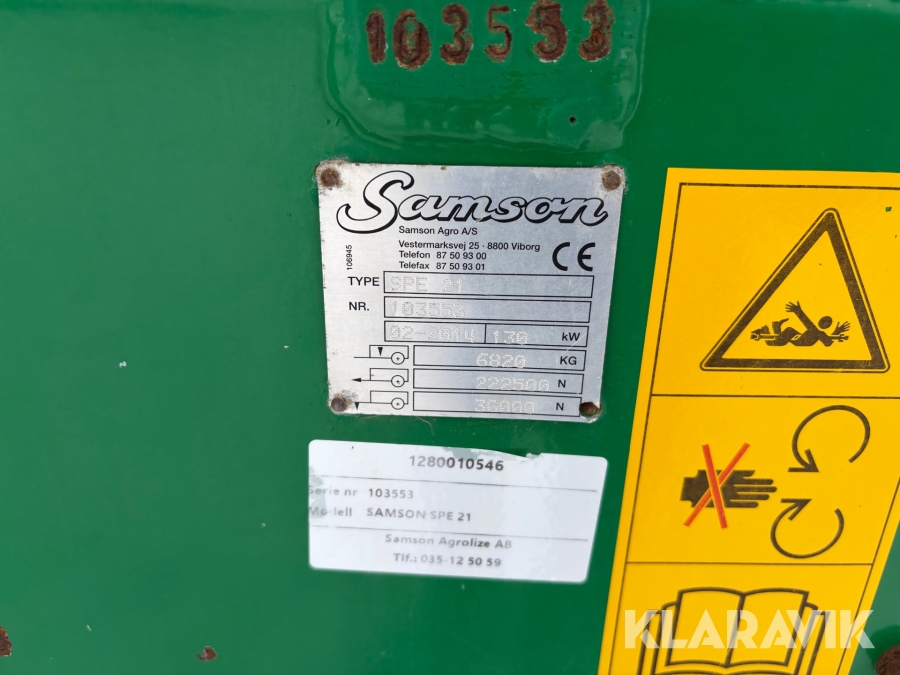 103553
Samson
Samson Agro A/S
Vestermarksvej 25 - 8800 Viborg
Telefon 87 50 93 00
Telefax 87 50 93 01
CE
106945
TYPE SPE 21
NR. 103553
02-2014 130 kW
6820 KG
222500 N
36000 N
1280010546
Serie nr 103553
Modell SAMSON SPE 21
Samson Agrolize AB
Tlf.: 035-12 50 59
KLARAVIK